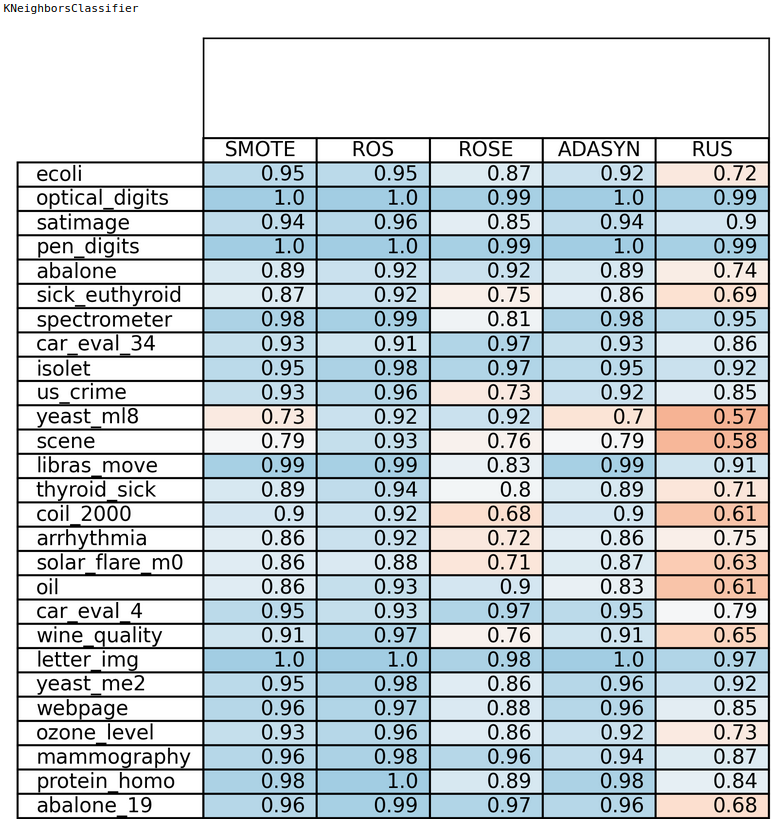 KNeighborsClassifier
SMOTE ROS ROSE ADASYN RUS
ecoli 0.95 0.95 0.87 0.92 0.72
optical_digits 1.0 1.0 0.99 1.0 0.99
satimage 0.94 0.96 0.85 0.94 0.9
pen_digits 1.0 1.0 0.99 1.0 0.99
abalone 0.89 0.92 0.92 0.89 0.74
sick_euthyroid 0.87 0.92 0.75 0.86 0.69
spectrometer 0.98 0.99 0.81 0.98 0.95
car_eval_34 0.93 0.91 0.97 0.93 0.86
isolet 0.95 0.98 0.97 0.95 0.92
us_crime 0.93 0.96 0.73 0.92 0.85
yeast_ml8 0.73 0.92 0.92 0.7 0.57
scene 0.79 0.93 0.76 0.79 0.58
libras_move 0.99 0.99 0.83 0.99 0.91
thyroid_sick 0.89 0.94 0.8 0.89 0.71
coil_2000 0.9 0.92 0.68 0.9 0.61
arrhythmia 0.86 0.92 0.72 0.86 0.75
solar_flare_m0 0.86 0.88 0.71 0.87 0.63
oil 0.86 0.93 0.9 0.83 0.61
car_eval_4 0.95 0.93 0.97 0.95 0.79
wine_quality 0.91 0.97 0.76 0.91 0.65
letter_img 1.0 1.0 0.98 1.0 0.97
yeast_me2 0.95 0.98 0.86 0.96 0.92
webpage 0.96 0.97 0.88 0.96 0.85
ozone_level 0.93 0.96 0.86 0.92 0.73
mammography 0.96 0.98 0.96 0.94 0.87
protein_homo 0.98 1.0 0.89 0.98 0.84
abalone_19 0.96 0.99 0.97 0.96 0.68